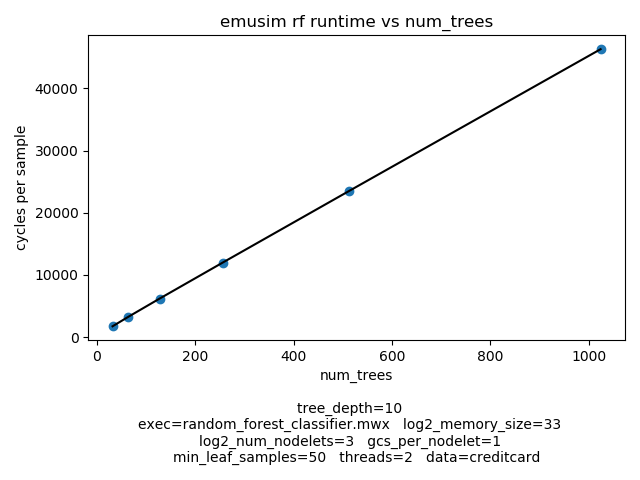 emusim rf runtime vs num_trees
40000
30000
20000
10000
0
cycles per sample
0 200 400 600 800 1000
num_trees
tree_depth=10
exec=random_forest_classifier.mwx log2_memory_size=33
log2_num_nodelets=3 gcs_per_nodelet=1
min_leaf_samples=50 threads=2 data=creditcard